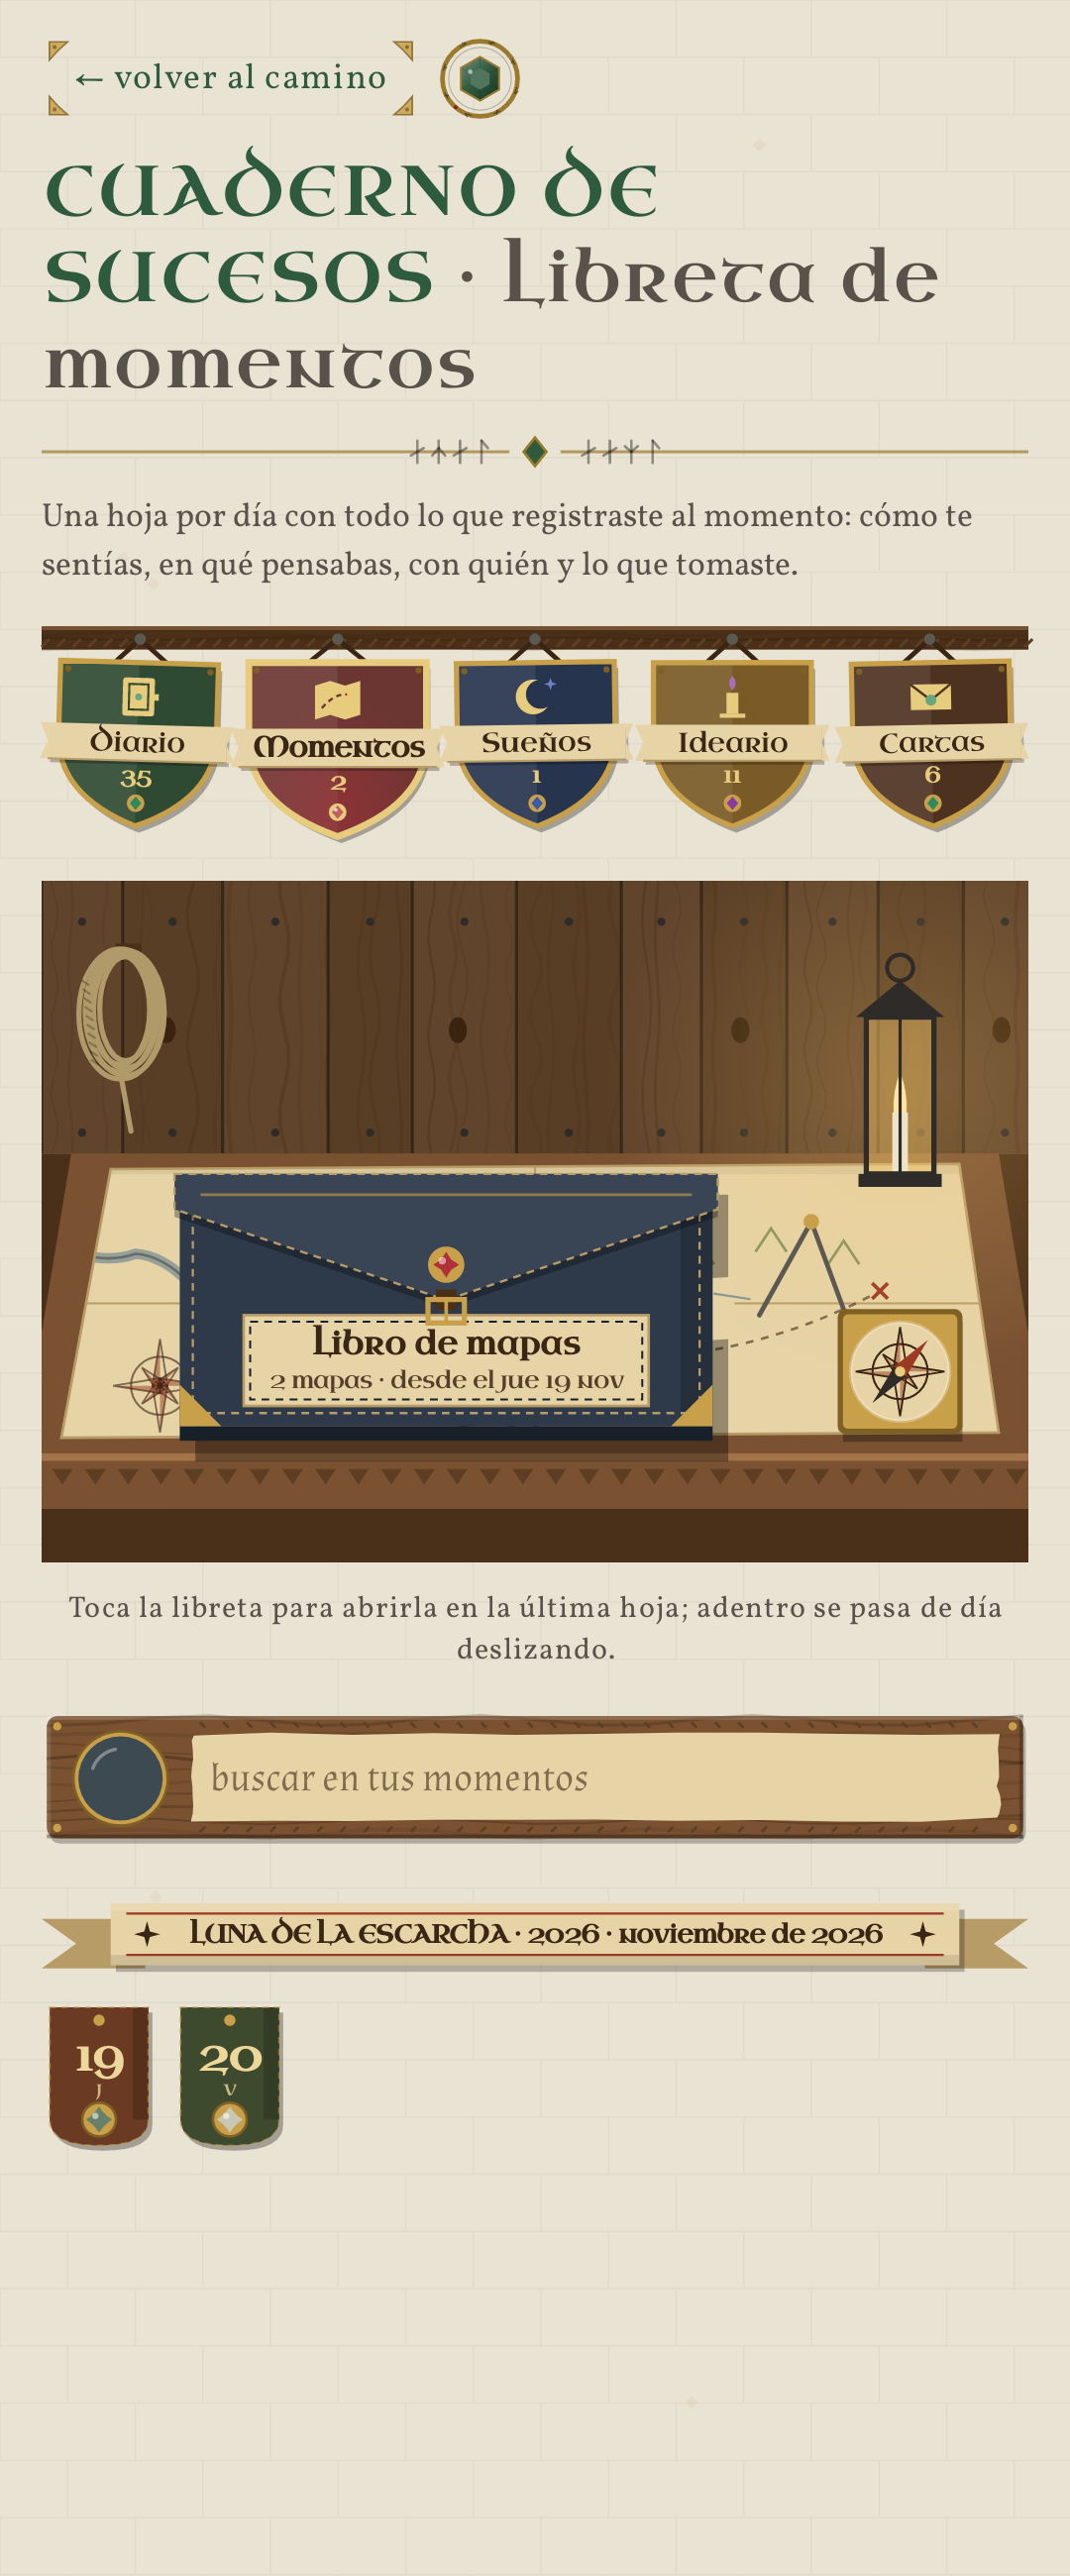 ← volver al camino
CUADERNO DE
SUCESOS · Libreta de
momentos
ᚾᛅᚾᛚ ᚾᚾᛉᛚ
Una hoja por día con todo lo que registraste al momento: cómo te
sentías, en qué pensabas, con quién y lo que tomaste.
Diario Momentos Sueños Ideario Cartas
35 2 1 11 6
Libro de mapas
2 mapas · desde el jue 19 nov
Toca la libreta para abrirla en la última hoja; adentro se pasa de día
deslizando.
buscar en tus momentos
LUNA DE LA ESCARCHA · 2026 · noviembre de 2026
19 20
J V